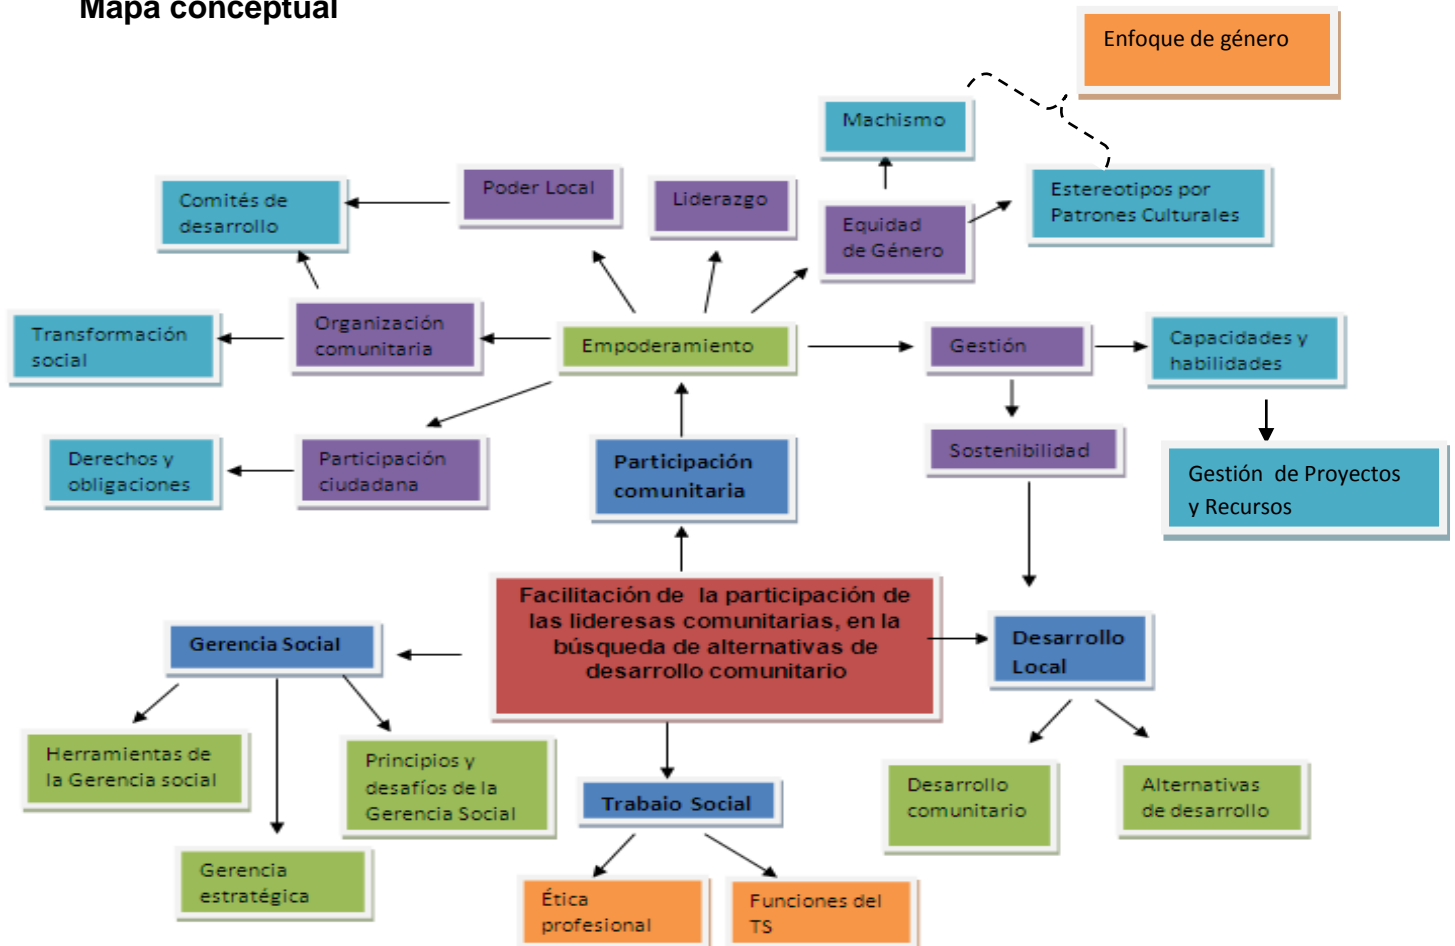 Mapa conceptual
Enfoque de género
Machismo
Poder Local
Liderazgo
Comités de
desarrollo
Equidad
de Género
Estereotipos por
Patrones Culturales
Transformación
social
Organización
comunitaria
Empoderamiento
Gestión
Capacidades y
habilidades
Derechos y
obligaciones
Participación
ciudadana
Participación
comunitaria
Sostenibilidad
Gestión de Proyectos
y Recursos
Facilitación de la participación de
las lideresas comunitarias, en la
búsqueda de alternativas de
desarrollo comunitario
Gerencia Social
Desarrollo
Local
Herramientas de
la Gerencia social
Principios y
desafíos de la
Gerencia Social
Trabajo Social
Desarrollo
comunitario
Alternativas
de desarrollo
Gerencia
estratégica
Ética
profesional
Funciones del
TS